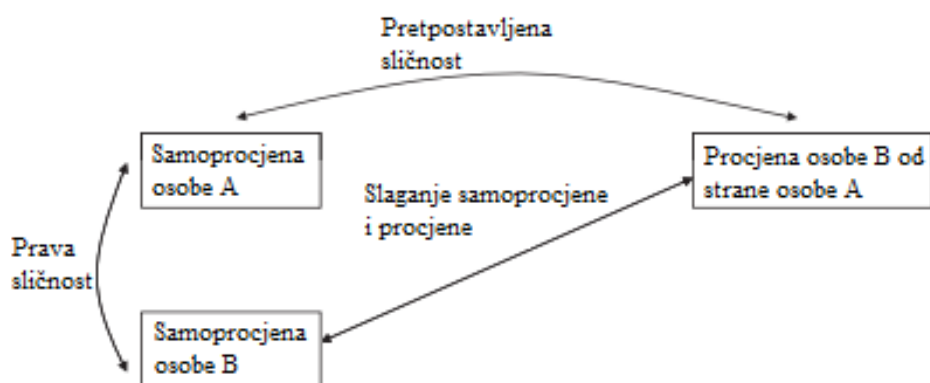 Pretpostavljena
sličnost
Samoprocjena
osobe A
Procjena osobe B od
strane osobe A
Slaganje samoprocjene
i procjene
Prava
sličnost
Samoprocjena
osobe B